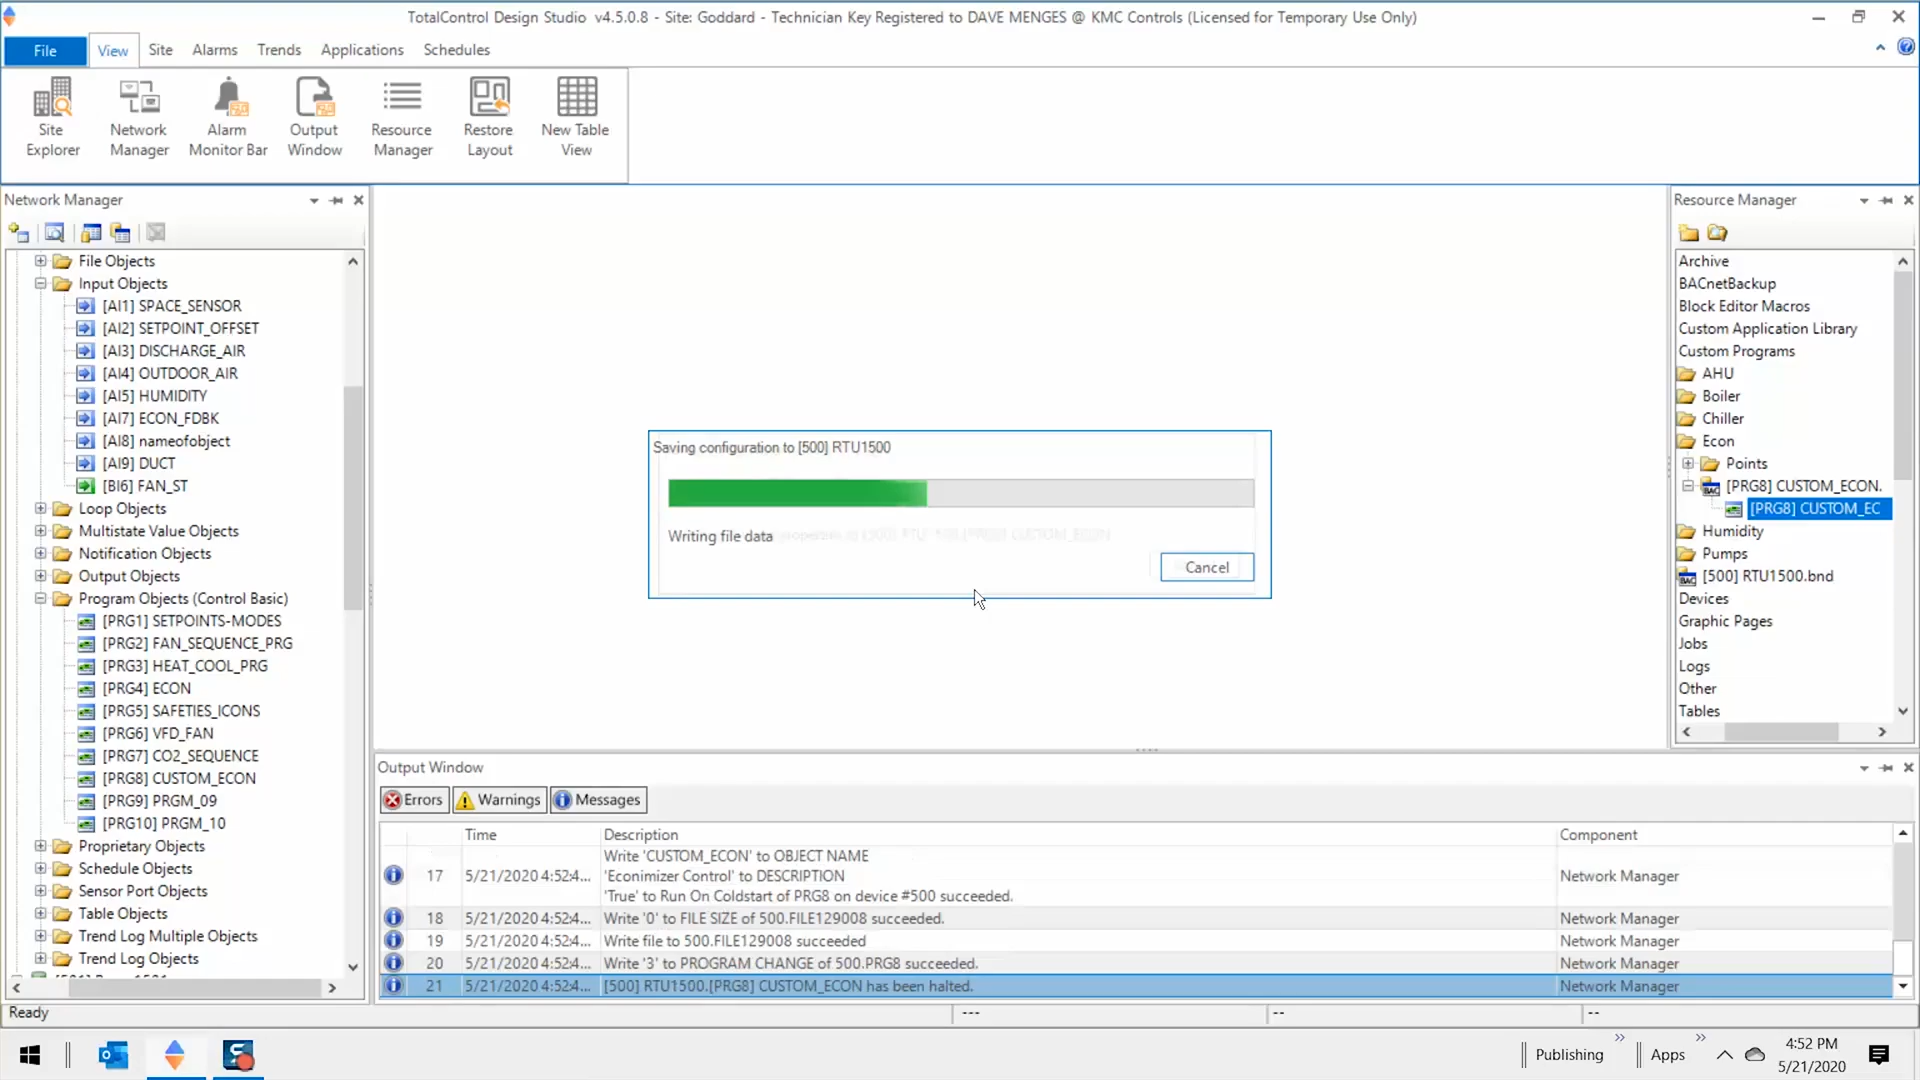 TotalControl Design Studio v4.5.0.8 - Site: Goddard - Technician Key Registered to DAVE MENGES @ KMC Controls (Licensed for Temporary Use Only)
File View Site Alarms Trends Applications Schedules
Site Explorer
Network Manager
Alarm Monitor Bar
Output Window
Resource Manager
Restore Layout
New Table View
Network Manager
File Objects
Input Objects
[AI1] SPACE_SENSOR
[AI2] SETPOINT_OFFSET
[AI3] DISCHARGE_AIR
[AI4] OUTDOOR_AIR
[AI5] HUMIDITY
[AI7] ECON_FDBK
[AI8] nameofobject
[AI9] DUCT
[BI6] FAN_ST
Loop Objects
Multistate Value Objects
Notification Objects
Output Objects
Program Objects (Control Basic)
[PRG1] SETPOINTS-MODES
[PRG2] FAN_SEQUENCE_PRG
[PRG3] HEAT_COOL_PRG
[PRG4] ECON
[PRG5] SAFETIES_ICONS
[PRG6] VFD_FAN
[PRG7] CO2_SEQUENCE
[PRG8] CUSTOM_ECON
[PRG9] PRGM_09
[PRG10] PRGM_10
Proprietary Objects
Schedule Objects
Sensor Port Objects
Table Objects
Trend Log Multiple Objects
Trend Log Objects
Saving configuration to [500] RTU1500
Writing file data
Cancel
Resource Manager
Archive
BACnetBackup
Block Editor Macros
Custom Application Library
Custom Programs
AHU
Boiler
Chiller
Econ
Points
[PRG8] CUSTOM_ECON.
[PRG8] CUSTOM_EC
Humidity
Pumps
[500] RTU1500.bnd
Devices
Graphic Pages
Jobs
Logs
Other
Tables
Output Window
Errors Warnings Messages
Time Description Component
Write 'CUSTOM_ECON' to OBJECT NAME
17 5/21/2020 4:52:4... 'Econimizer Control' to DESCRIPTION Network Manager
'True' to Run On Coldstart of PRG8 on device #500 succeeded.
18 5/21/2020 4:52:4... Write '0' to FILE SIZE of 500.FILE129008 succeeded. Network Manager
19 5/21/2020 4:52:4... Write file to 500.FILE129008 succeeded Network Manager
20 5/21/2020 4:52:4... Write '3' to PROGRAM CHANGE of 500.PRG8 succeeded. Network Manager
21 5/21/2020 4:52:4... [500] RTU1500.[PRG8] CUSTOM_ECON has been halted. Network Manager
Ready --- -- --
Publishing Apps
4:52 PM
5/21/2020